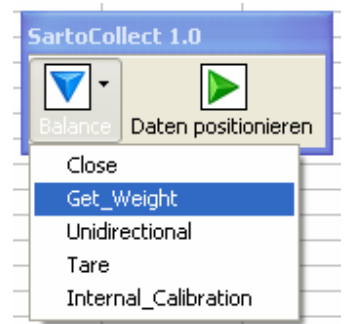 SartoCollect 1.0
Balance Daten positionieren
Close
Get_Weight
Unidirectional
Tare
Internal_Calibration